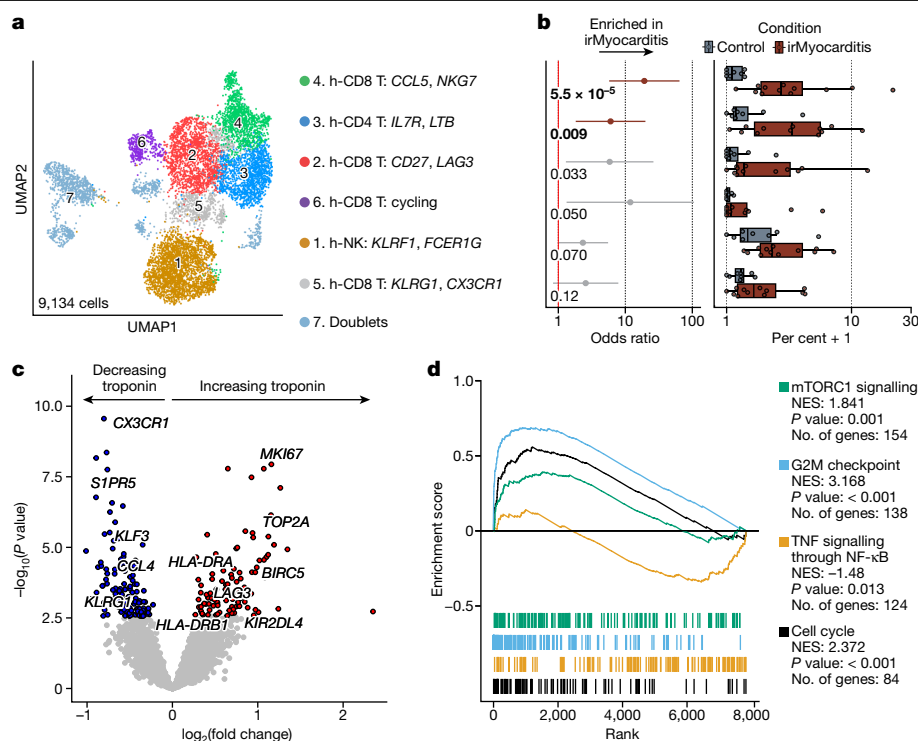 a
UMAP2
UMAP1
9,134 cells
1
2
3
4
5
6
7
4. h-CD8 T: CCL5, NKG7
3. h-CD4 T: IL7R, LTB
2. h-CD8 T: CD27, LAG3
6. h-CD8 T: cycling
1. h-NK: KLRF1, FCER1G
5. h-CD8 T: KLRG1, CX3CR1
7. Doublets
b
Enriched in
irMyocarditis
Condition
Control irMyocarditis
5.5 × 10⁻⁵
0.009
0.033
0.050
0.070
0.12
1 10 100
Odds ratio
1 10 30
Per cent + 1
c
Decreasing
troponin
Increasing troponin
–log₁₀(P value)
10.0
7.5
5.0
2.5
0
CX3CR1
S1PR5
KLF3
CCL4
KLRG1
MKI67
TOP2A
HLA-DRA
BIRC5
LAG3
HLA-DRB1
KIR2DL4
–1 0 1 2
log₂(fold change)
d
Enrichment score
1.0
0.5
0
–0.5
0 2,000 4,000 6,000 8,000
Rank
mTORC1 signalling
NES: 1.841
P value: 0.001
No. of genes: 154
G2M checkpoint
NES: 3.168
P value: < 0.001
No. of genes: 138
TNF signalling
through NF-κB
NES: –1.48
P value: 0.013
No. of genes: 124
Cell cycle
NES: 2.372
P value: < 0.001
No. of genes: 84